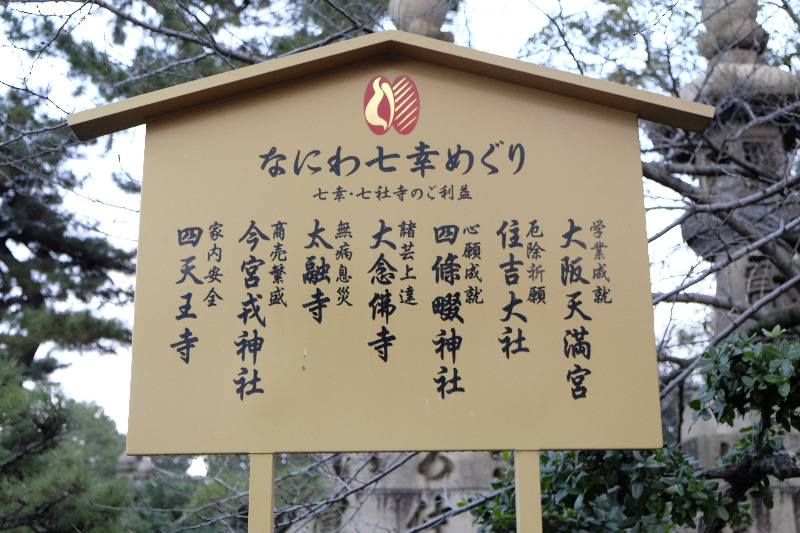 なにわ七幸めぐり
七幸・七社寺のご利益
学業成就
大阪天満宮
厄除祈願
住吉大社
心願成就
四條畷神社
諸芸上達
大念佛寺
無病息災
太融寺
商売繁盛
今宮戎神社
家内安全
四天王寺
の